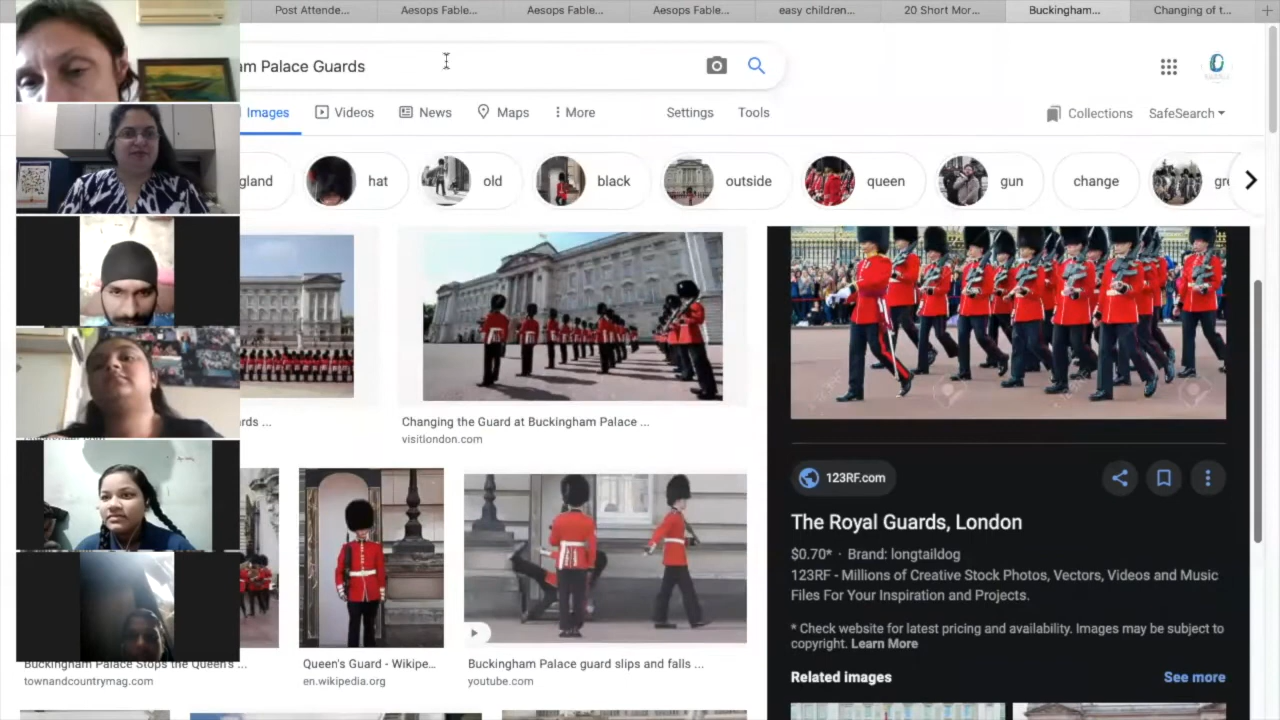 Post Attende...
Aesops Fable...
Aesops Fable...
Aesops Fable...
easy children...
20 Short Mor...
Buckingham...
Changing of t...
am Palace Guards
Images
Videos
News
Maps
More
Settings
Tools
Collections
SafeSearch
gland
hat
old
black
outside
queen
gun
change
gr
rds ...
Changing the Guard at Buckingham Palace ...
visitlondon.com
123RF.com
The Royal Guards, London
$0.70* · Brand: longtaildog
123RF - Millions of Creative Stock Photos, Vectors, Videos and Music
Files For Your Inspiration and Projects.
* Check website for latest pricing and availability. Images may be subject to
copyright. Learn More
Related images
See more
Buckingham Palace Stops the Queen's ...
townandcountrymag.com
Queen's Guard - Wikipe...
en.wikipedia.org
Buckingham Palace guard slips and falls ...
youtube.com